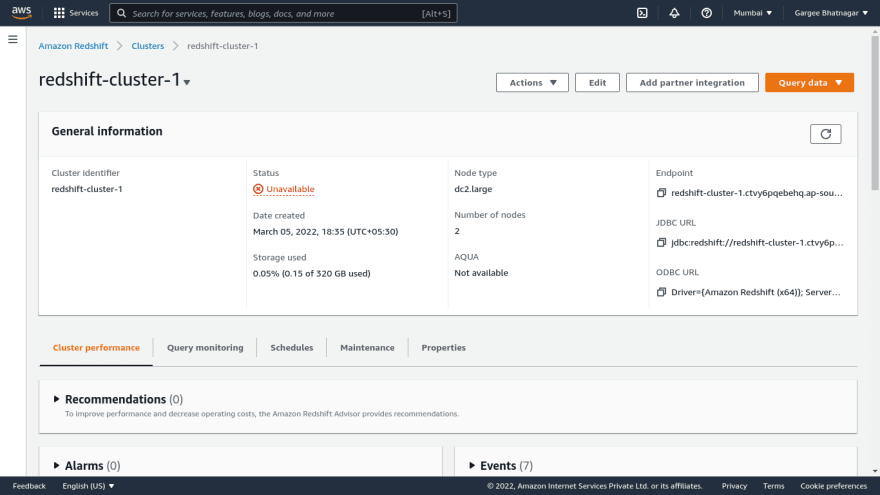 aws Services Search for services, features, blogs, docs, and more [Alt+S] Mumbai Gargee Bhatnagar
Amazon Redshift Clusters redshift-cluster-1
redshift-cluster-1
Actions Edit Add partner integration Query data
General information
Cluster identifier
redshift-cluster-1
Status
Unavailable
Date created
March 05, 2022, 18:35 (UTC+05:30)
Storage used
0.05% (0.15 of 320 GB used)
Node type
dc2.large
Number of nodes
2
AQUA
Not available
Endpoint
redshift-cluster-1.ctvy6pqebehq.ap-sou...
JDBC URL
jdbc:redshift://redshift-cluster-1.ctvy6p...
ODBC URL
Driver={Amazon Redshift (x64)}; Server...
Cluster performance Query monitoring Schedules Maintenance Properties
Recommendations (0)
To improve performance and decrease operating costs, the Amazon Redshift Advisor provides recommendations.
Alarms (0)
Events (7)
Feedback English (US) © 2022, Amazon Internet Services Private Ltd. or its affiliates. Privacy Terms Cookie preferences